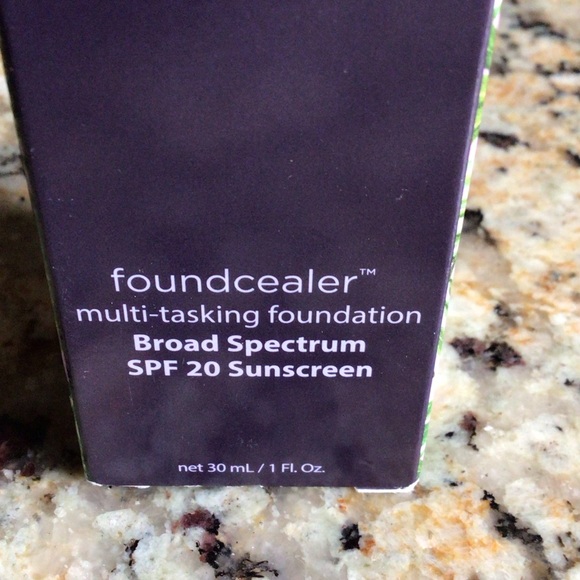 foundcealer™
multi-tasking foundation
Broad Spectrum
SPF 20 Sunscreen
net 30 mL / 1 Fl. Oz.